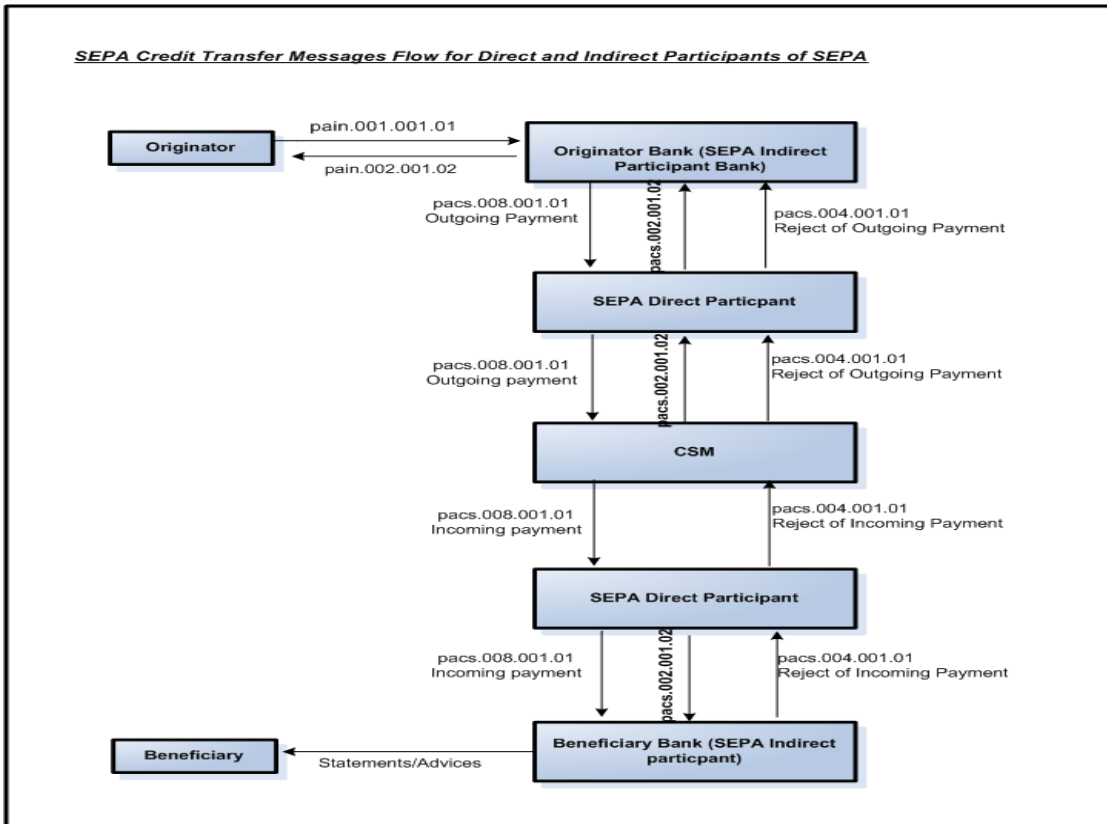 SEPA Credit Transfer Messages Flow for Direct and Indirect Participants of SEPA
pain.001.001.01
Originator
Originator Bank (SEPA Indirect
Participant Bank)
pain.002.001.02
pacs.008.001.01
Outgoing Payment
pacs.002.001.02
pacs.004.001.01
Reject of Outgoing Payment
SEPA Direct Particpant
pacs.008.001.01
Outgoing payment
pacs.002.001.02
pacs.004.001.01
Reject of Outgoing Payment
CSM
pacs.008.001.01
Incoming payment
pacs.004.001.01
Reject of Incoming Payment
SEPA Direct Participant
pacs.008.001.01
Incoming payment
pacs.002.001.02
pacs.004.001.01
Reject of Incoming Payment
Beneficiary Bank (SEPA Indirect
particpant)
Beneficiary
Statements/Advices